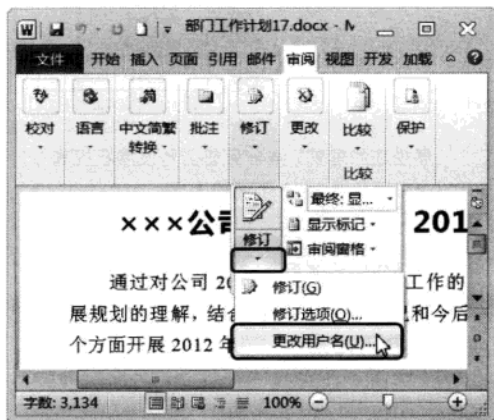 部门工作计划17.docx - M
文件 开始 插入 页面 引用 邮件 审阅 视图 开发 加载
校对 语言 中文简繁转换 批注 修订 更改 比较 保护
比较
最终: 显...
显示标记
审阅窗格
修订
×××公司 201
修订(G)
修订选项(O)...
更改用户名(U)...
通过对公司 20 工作的
展规划的理解，结合 和今后
个方面开展 2012 年
字数: 3,134 100%